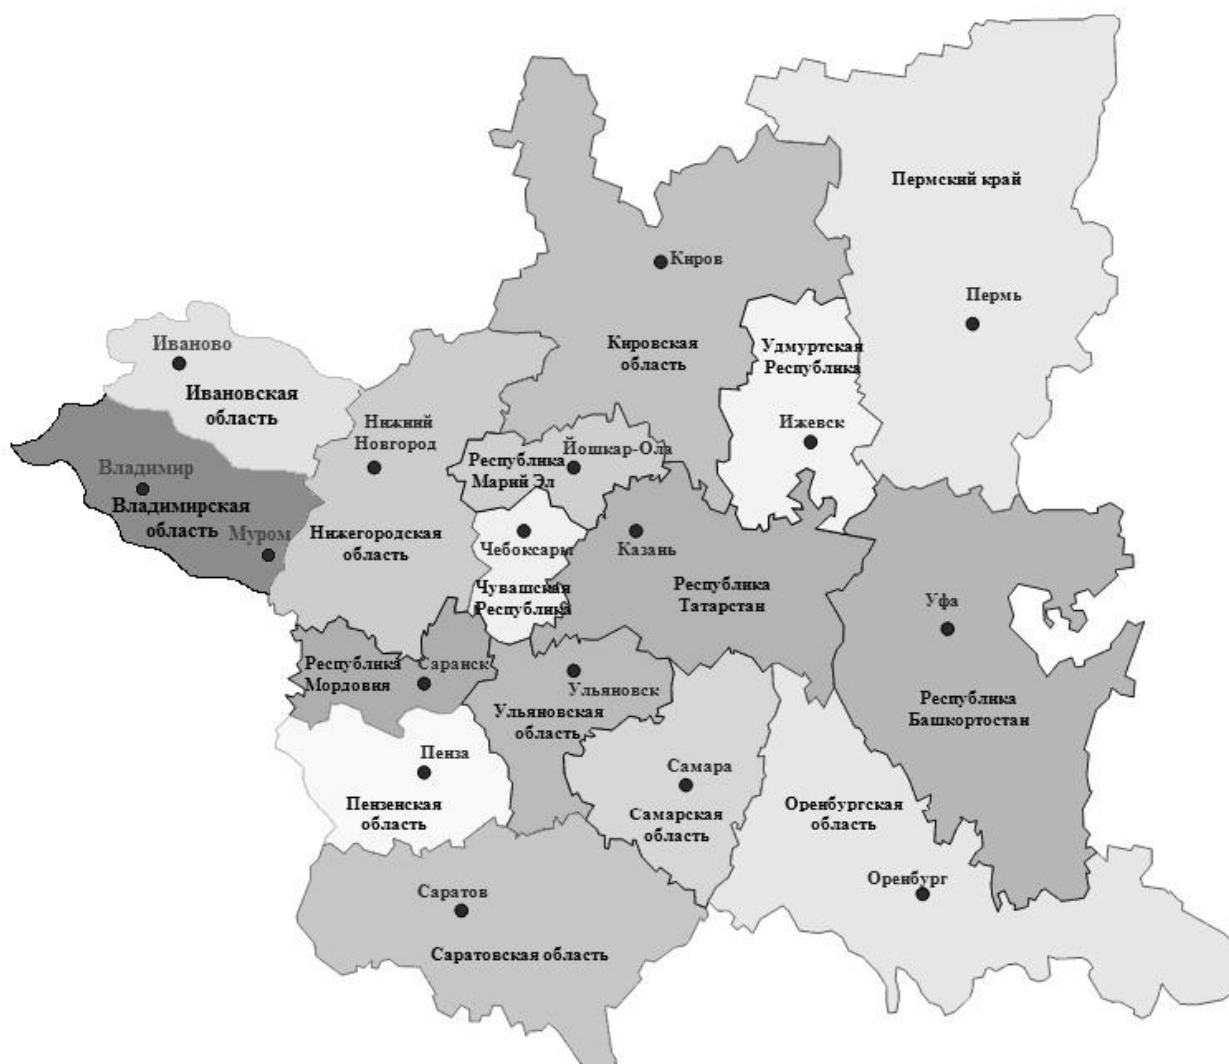 Пермский край
Киров
Пермь
Иваново
Кировская
область
Удмуртская
Республика
Ивановская
область
Нижний
Новгород
Ижевск
Йошкар-Ола
Республика
Марий Эл
Владимир
Владимирская
область
Муром
Нижегородская
область
Чебоксары
Казань
Чувашская
Республика
Республика
Татарстан
Уфа
Республика
Мордовия
Саранск
Ульяновск
Ульяновская
область
Республика
Башкортостан
Пенза
Самара
Пензенская
область
Самарская
область
Оренбургская
область
Саратов
Оренбург
Саратовская область